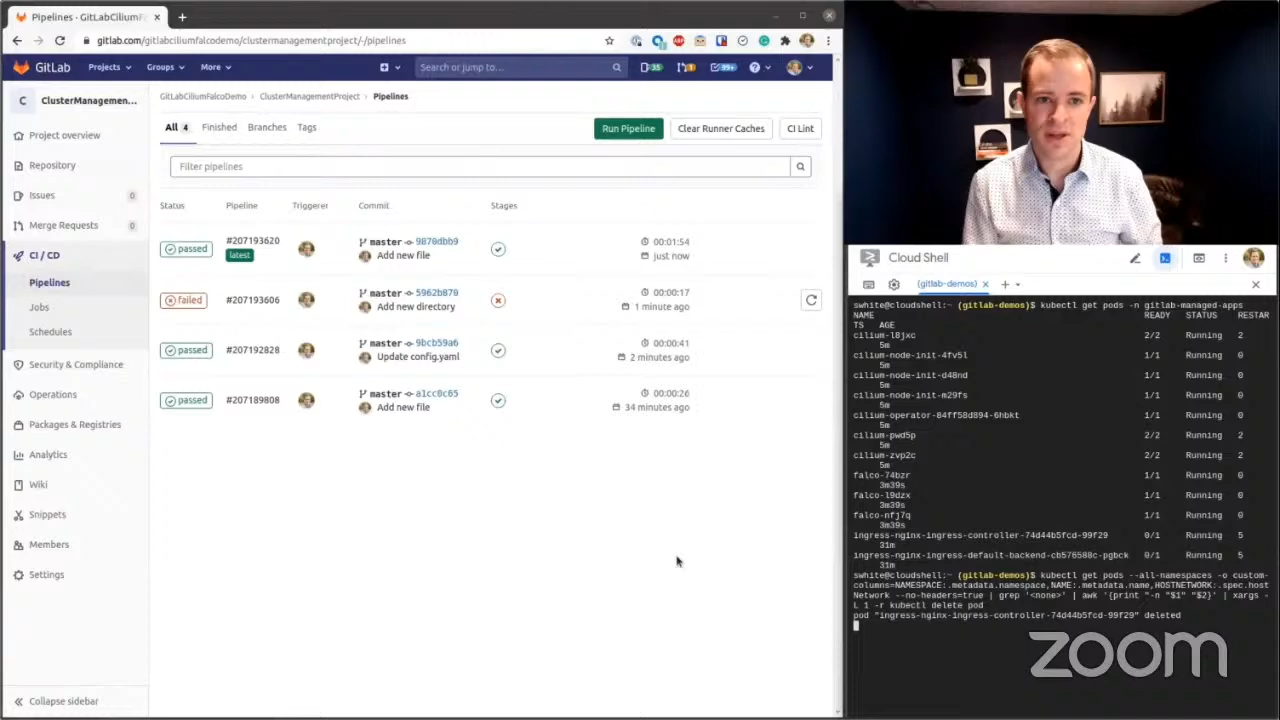 Pipelines - GitLabCiliumF
gitlab.com/gitlabciliumfalcodemo/clustermanagementproject/-/pipelines
GitLab Projects Groups More Search or jump to... 35 1 99+
C ClusterManagemen...
GitLabCiliumFalcoDemo ClusterManagementProject Pipelines
All 4 Finished Branches Tags Run Pipeline Clear Runner Caches CI Lint
Filter pipelines
Status Pipeline Triggerer Commit Stages
passed #207193620 latest master 9870dbb9 Add new file 00:01:54 just now
failed #207193606 master 5962b870 Add new directory 00:00:17 1 minute ago
passed #207192828 master 9bcb59a6 Update config.yaml 00:00:41 2 minutes ago
passed #207189808 master a1cc0c65 Add new file 00:00:26 34 minutes ago
Project overview
Repository
Issues 0
Merge Requests 0
CI / CD
Pipelines
Jobs
Schedules
Security & Compliance
Operations
Packages & Registries
Analytics
Wiki
Snippets
Members
Settings
Collapse sidebar
Cloud Shell
(gitlab-demos)
swhite@cloudshell:~ (gitlab-demos)$ kubectl get pods -n gitlab-managed-apps
NAME READY STATUS RESTAR
TS AGE
cilium-l8jxc 2/2 Running 2
5m
cilium-node-init-4fv5l 1/1 Running 0
5m
cilium-node-init-d48nd 1/1 Running 0
5m
cilium-node-init-m29fs 1/1 Running 0
5m
cilium-operator-84ff58d894-6hbkt 1/1 Running 0
5m
cilium-pwd5p 2/2 Running 2
5m
cilium-zvp2c 2/2 Running 2
5m
falco-74bzr 1/1 Running 0
3m39s
falco-l9dzx 1/1 Running 0
3m39s
falco-nfj7q 1/1 Running 0
3m39s
ingress-nginx-ingress-controller-74d44b5fcd-99f29 0/1 Running 5
31m
ingress-nginx-ingress-default-backend-cb576588c-pgbck 0/1 Running 5
31m
swhite@cloudshell:~ (gitlab-demos)$ kubectl get pods --all-namespaces -o custom-
columns=NAMESPACE:.metadata.namespace,NAME:.metadata.name,HOSTNETWORK:.spec.host
Network --no-headers=true | grep '<none>' | awk '{print "-n "$1" "$2}' | xargs -
L 1 -r kubectl delete pod
pod "ingress-nginx-ingress-controller-74d44b5fcd-99f29" deleted
zoom